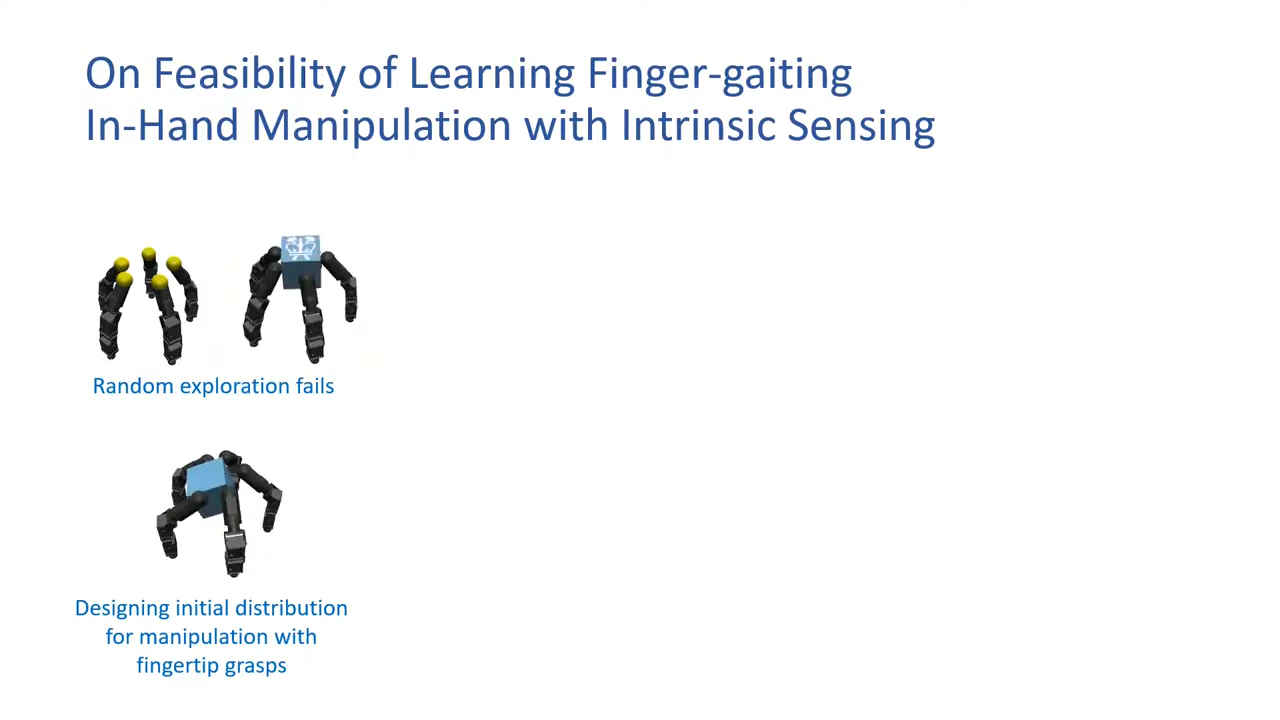 On Feasibility of Learning Finger-gaiting
In-Hand Manipulation with Intrinsic Sensing
Random exploration fails
Designing initial distribution
for manipulation with
fingertip grasps